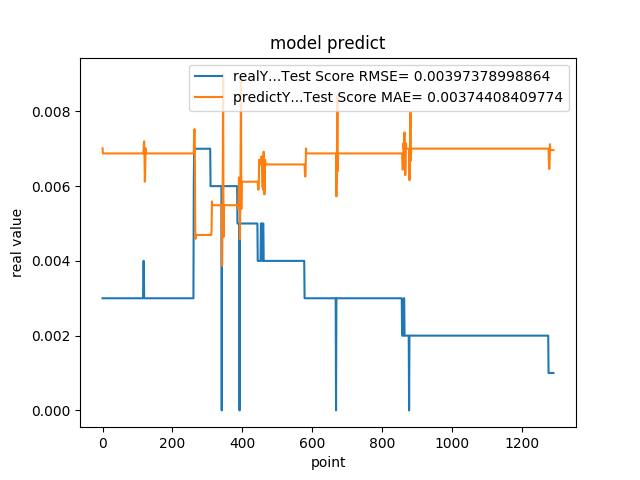 model predict
realY...Test Score RMSE= 0.00397378998864
predictY...Test Score MAE= 0.00374408409774
0.008
0.006
0.004
0.002
0.000
real value
0 200 400 600 800 1000 1200
point